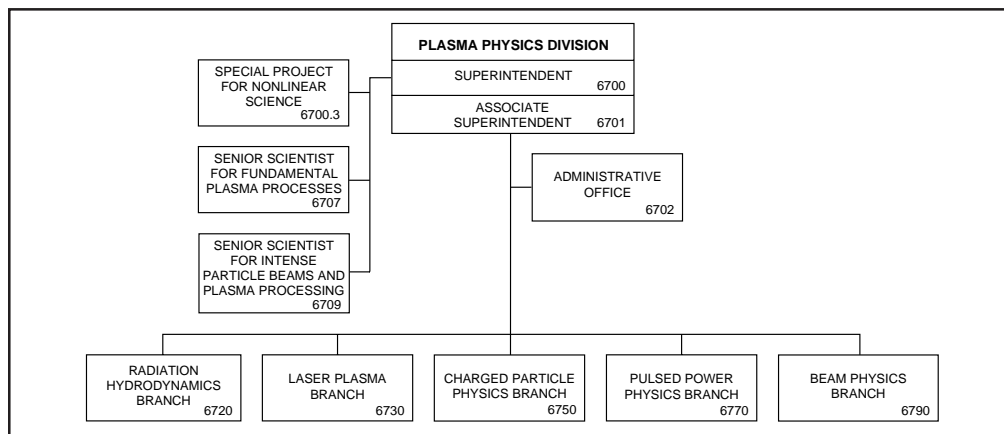 PLASMA PHYSICS DIVISION
SUPERINTENDENT
6700
ASSOCIATE
SUPERINTENDENT
6701
SPECIAL PROJECT
FOR NONLINEAR
SCIENCE
6700.3
SENIOR SCIENTIST
FOR FUNDAMENTAL
PLASMA PROCESSES
6707
SENIOR SCIENTIST
FOR INTENSE
PARTICLE BEAMS AND
PLASMA PROCESSING
6709
ADMINISTRATIVE
OFFICE
6702
RADIATION
HYDRODYNAMICS
BRANCH
6720
LASER PLASMA
BRANCH
6730
CHARGED PARTICLE
PHYSICS BRANCH
6750
PULSED POWER
PHYSICS BRANCH
6770
BEAM PHYSICS
BRANCH
6790